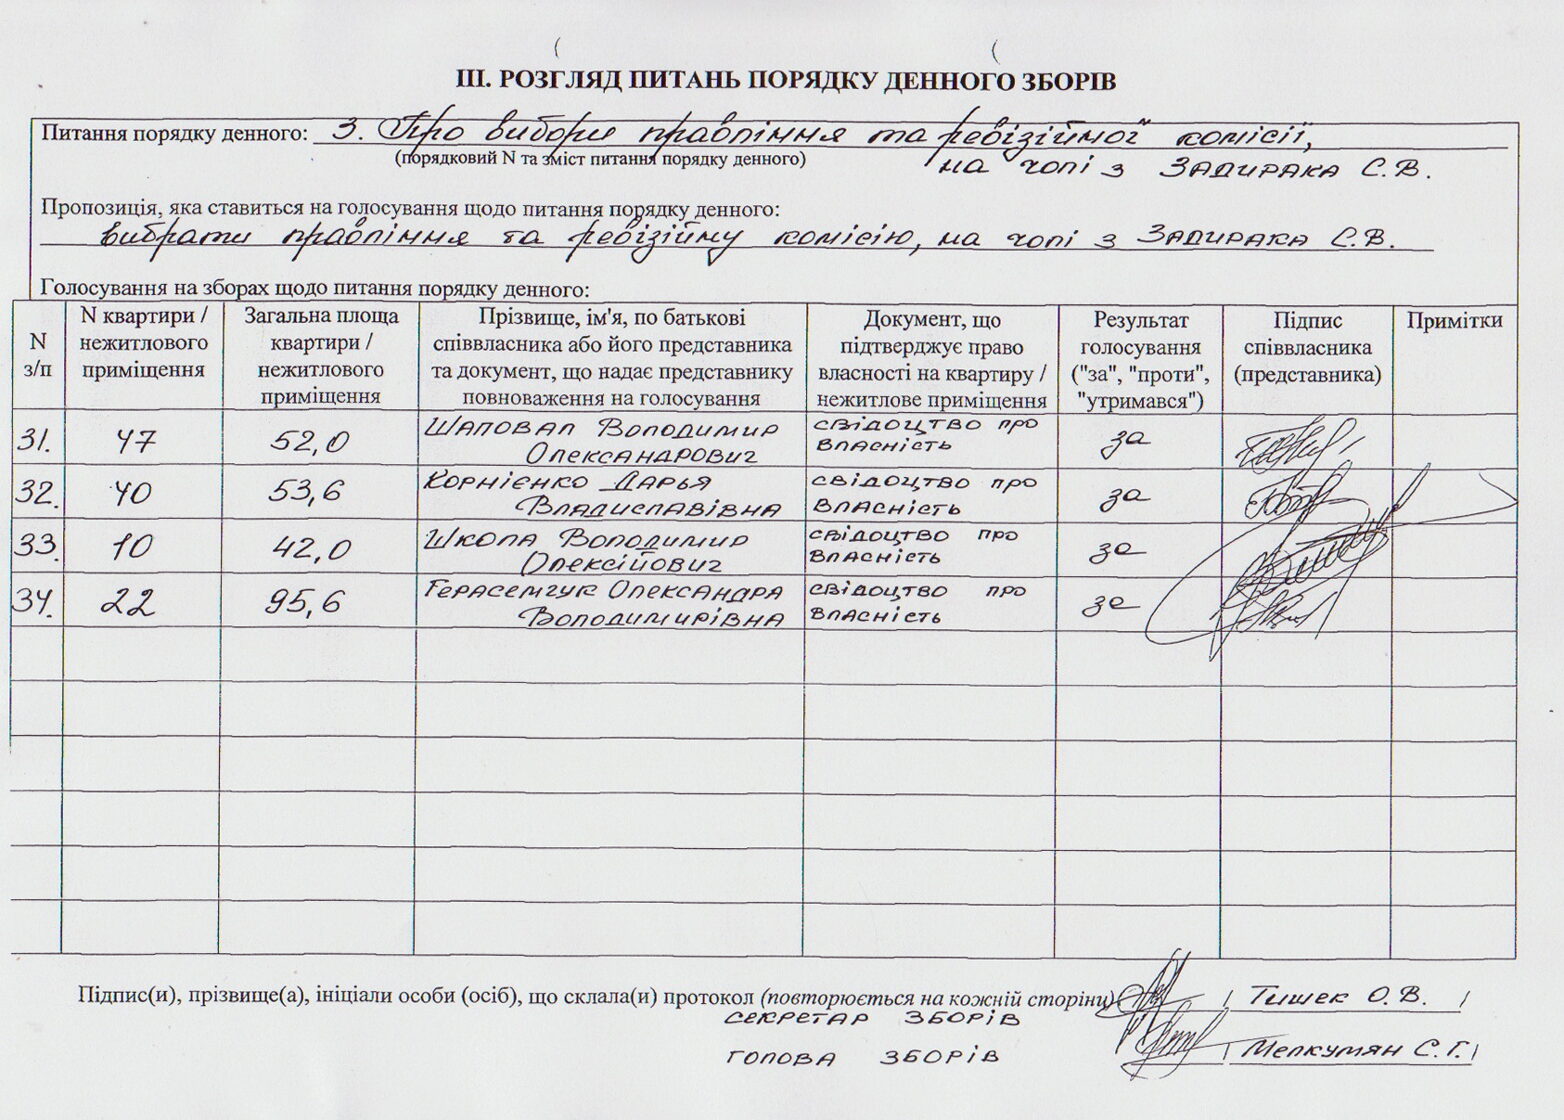 ІІІ. РОЗГЛЯД ПИТАНЬ ПОРЯДКУ ДЕННОГО ЗБОРІВ
Питання порядку денного: 3. Про вибори правління та ревізійної комісії,
(порядковий N та зміст питання порядку денного) на чолі з Задирака С.В.
Пропозиція, яка ставиться на голосування щодо питання порядку денного:
вибрати правління та ревізійну комісію, на чолі з Задирака С.В.
Голосування на зборах щодо питання порядку денного:
N з/п
N квартири / нежитлового приміщення
Загальна площа квартири / нежитлового приміщення
Прізвище, ім'я, по батькові співвласника або його представника та документ, що надає представнику повноваження на голосування
Документ, що підтверджує право власності на квартиру / нежитлове приміщення
Результат голосування ("за", "проти", "утримався")
Підпис співвласника (представника)
Примітки
31. 47 52,0 Шаповал Володимир Олександрович свідоцтво про власність за
32. 40 53,6 Корнієнко Дарья Владиславівна свідоцтво про власність за
33. 10 42,0 Школа Володимир Олексійович свідоцтво про власність за
34. 22 95,6 Герасемчук Олександра Володимирівна свідоцтво про власність за
Підпис(и), прізвище(а), ініціали особи (осіб), що склала(и) протокол (повторюється на кожній сторінці) / Тишек О.В. /
секретар зборів
голова зборів / Мелкумян С.Г. /